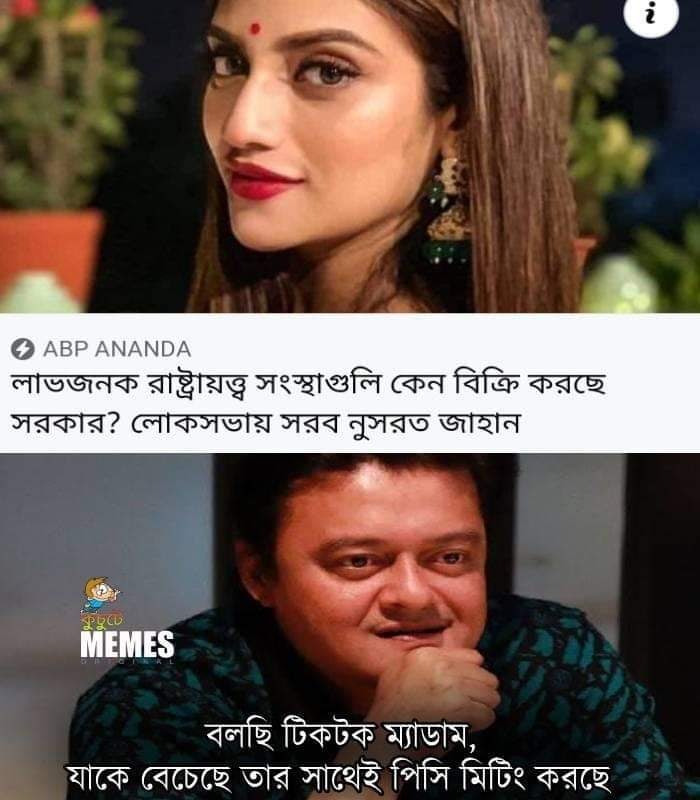 i
ABP ANANDA
লাভজনক রাষ্ট্রায়ত্ত্ব সংস্থাগুলি কেন বিক্রি করছে
সরকার? লোকসভায় সরব নুসরত জাহান
কুচুটে
MEMES
ORIGINAL
বলছি টিকটক ম্যাডাম,
যাকে বেচেছে তার সাথেই পিসি মিটিং করছে